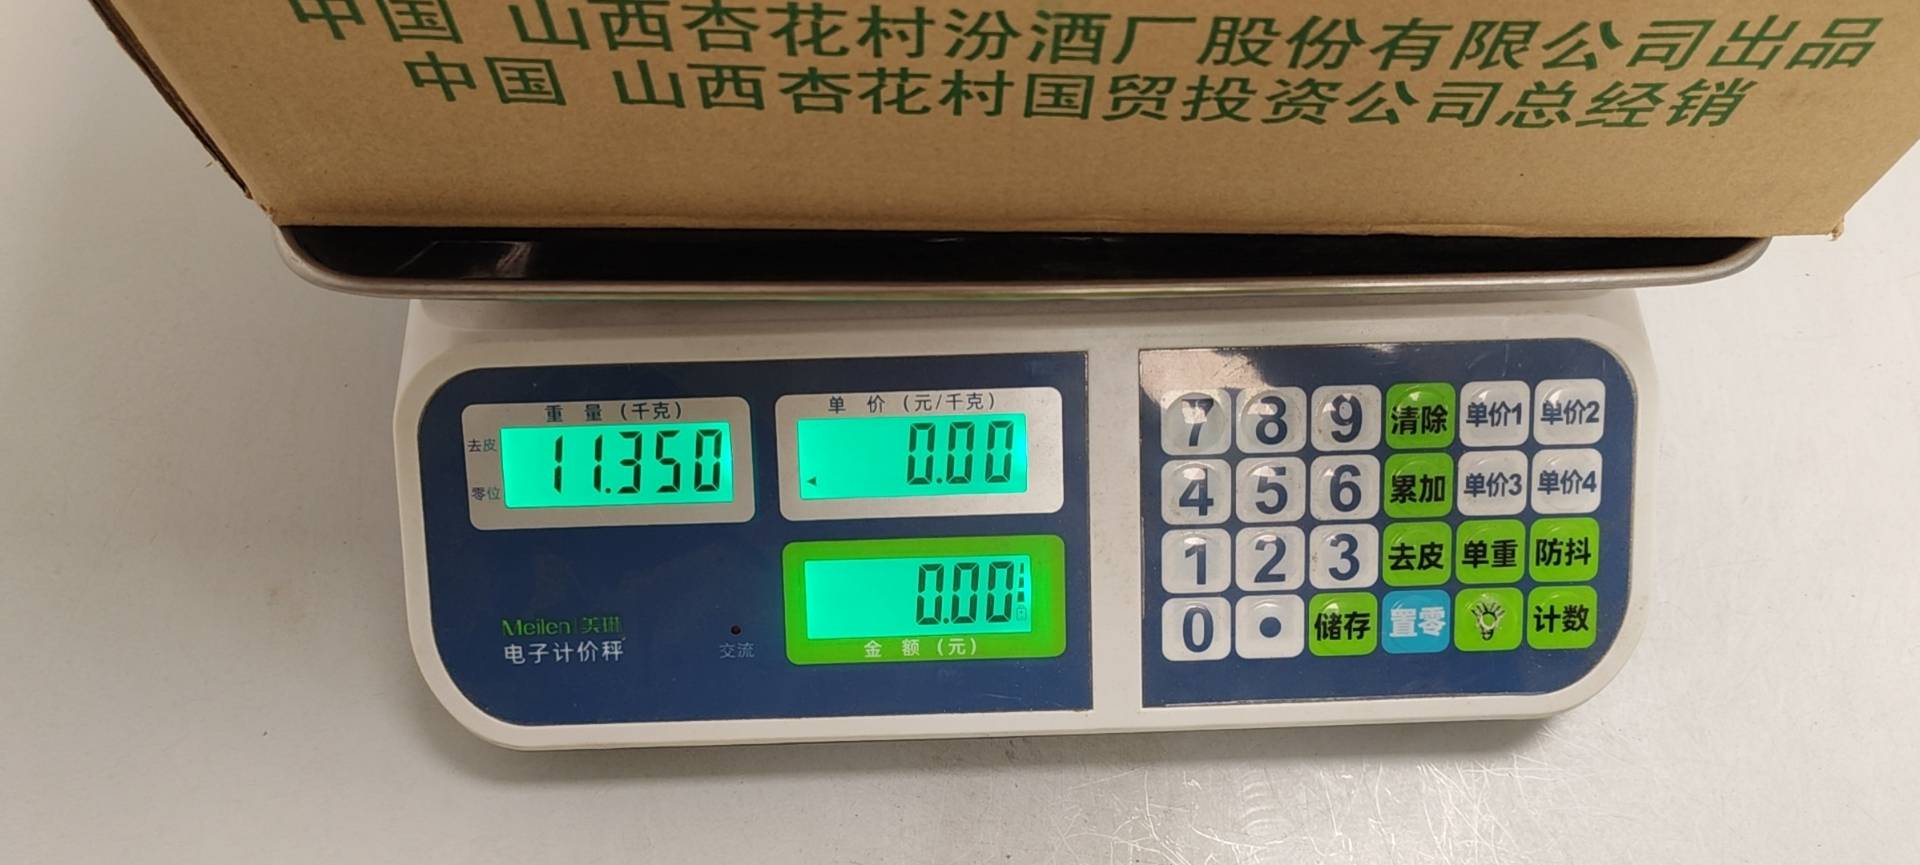 中国 山西杏花村汾酒厂股份有限公司出品
中国 山西杏花村国贸投资公司总经销
重 量 (千克)
去皮
零位
11.350
单 价 (元/千克)
0.00
0.00
金 额 (元)
Meilen|美琳
电子计价秤
交流
7 8 9 清除 单价1 单价2
4 5 6 累加 单价3 单价4
1 2 3 去皮 单重 防抖
0 • 储存 置零 计数